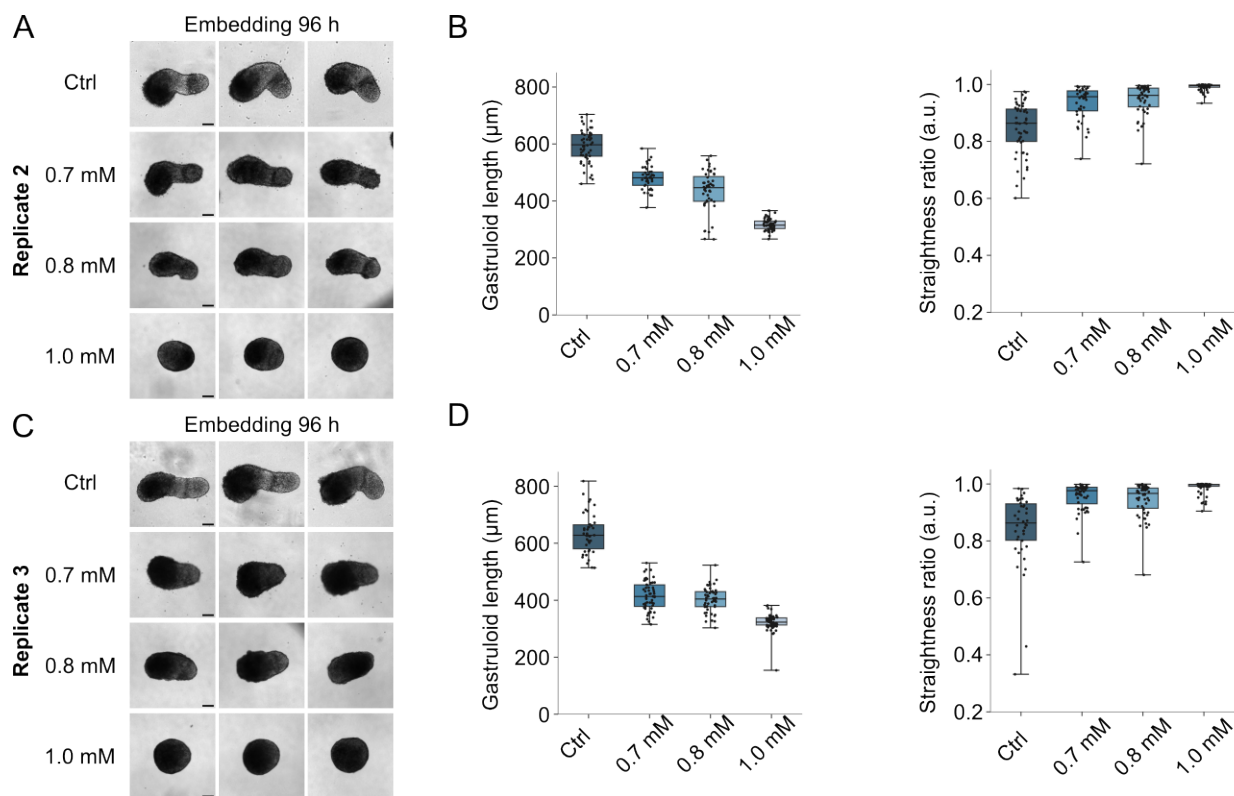 A
Embedding 96 h
Replicate 2
Ctrl
0.7 mM
0.8 mM
1.0 mM
B
Gastruloid length (μm)
800
600
400
200
0
Ctrl
0.7 mM
0.8 mM
1.0 mM
Straightness ratio (a.u.)
1.0
0.8
0.6
0.4
0.2
Ctrl
0.7 mM
0.8 mM
1.0 mM
C
Embedding 96 h
Replicate 3
Ctrl
0.7 mM
0.8 mM
1.0 mM
D
Gastruloid length (μm)
800
600
400
200
0
Ctrl
0.7 mM
0.8 mM
1.0 mM
Straightness ratio (a.u.)
1.0
0.8
0.6
0.4
0.2
Ctrl
0.7 mM
0.8 mM
1.0 mM